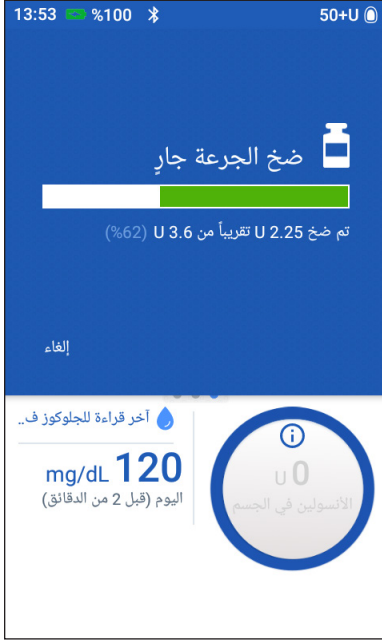 13:53 %100 50+U
ضخ الجرعة جارٍ
تم ضخ 2.25 U تقريباً من 3.6 U (62%)
إلغاء
آخر قراءة للجلوكوز ف..
120 mg/dL
اليوم (قبل 2 من الدقائق)
0 U
الأنسولين في الجسم